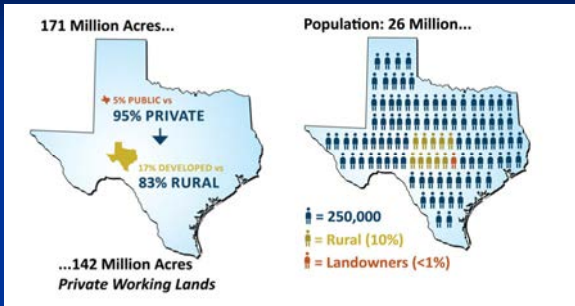 171 Million Acres...
5% PUBLIC vs
95% PRIVATE
17% DEVELOPED vs
83% RURAL
...142 Million Acres
Private Working Lands
Population: 26 Million...
= 250,000
= Rural (10%)
= Landowners (<1%)